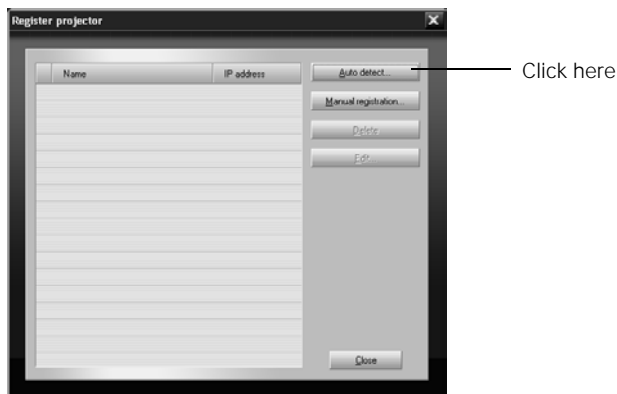 Register projector
Name IP address
Auto detect...
Click here
Manual registration...
Delete
Edit...
Close